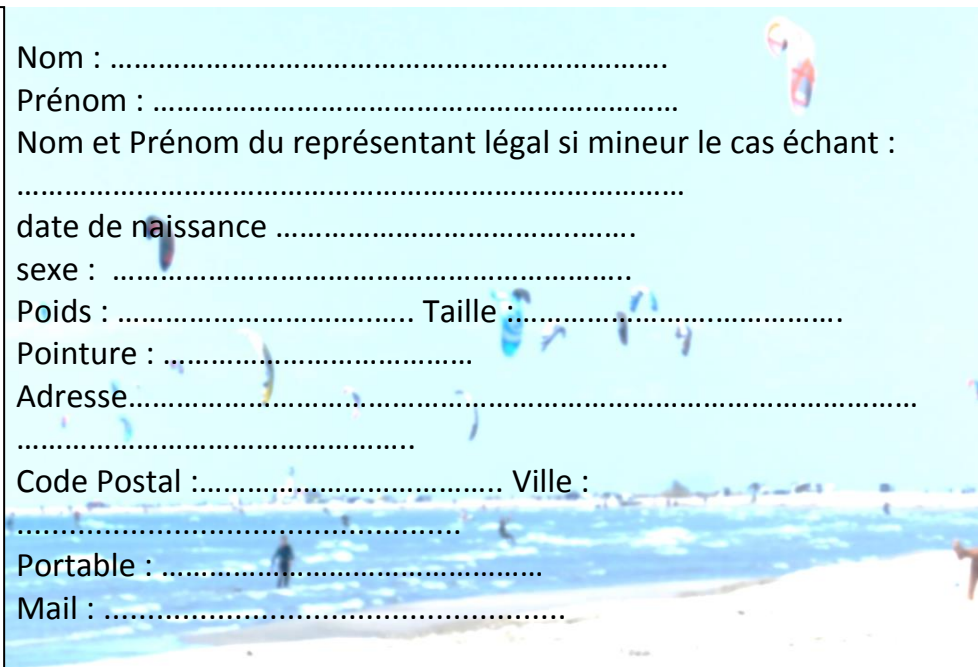 Nom : …………………………………………………………….
Prénom : …………………………………………………………
Nom et Prénom du représentant légal si mineur le cas échant :
…………………………………………………………………………
date de naissance ………………………………..…….
sexe : ………………………………………………………..
Poids : …………………………..….. Taille :…………………….…………….
Pointure : …………………………………
Adresse………………………………………………………………………………………
…………………………………………..
Code Postal :……………………………….. Ville :
………………………………………………..
Portable : …………………………………………
Mail : ………………………………………………….